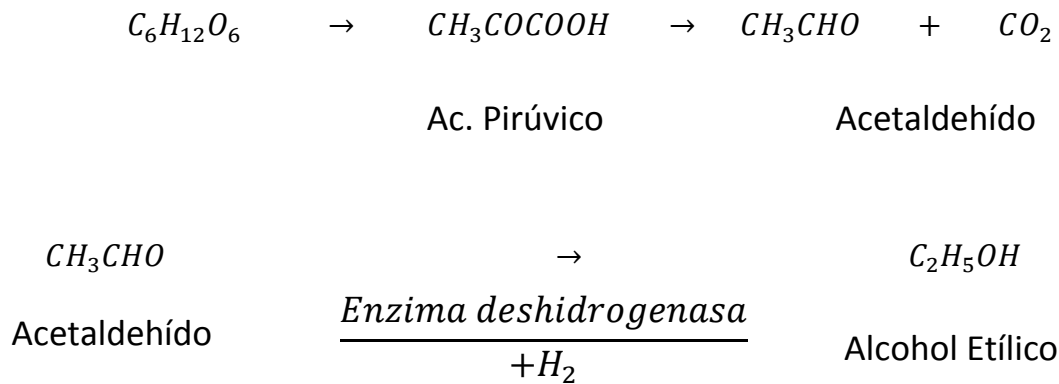 C₆H₁₂O₆ → CH₃COCOOH → CH₃CHO + CO₂
Ac. Pirúvico Acetaldehído
CH₃CHO → C₂H₅OH
Acetaldehído Enzima deshidrogenasa Alcohol Etílico
+H₂